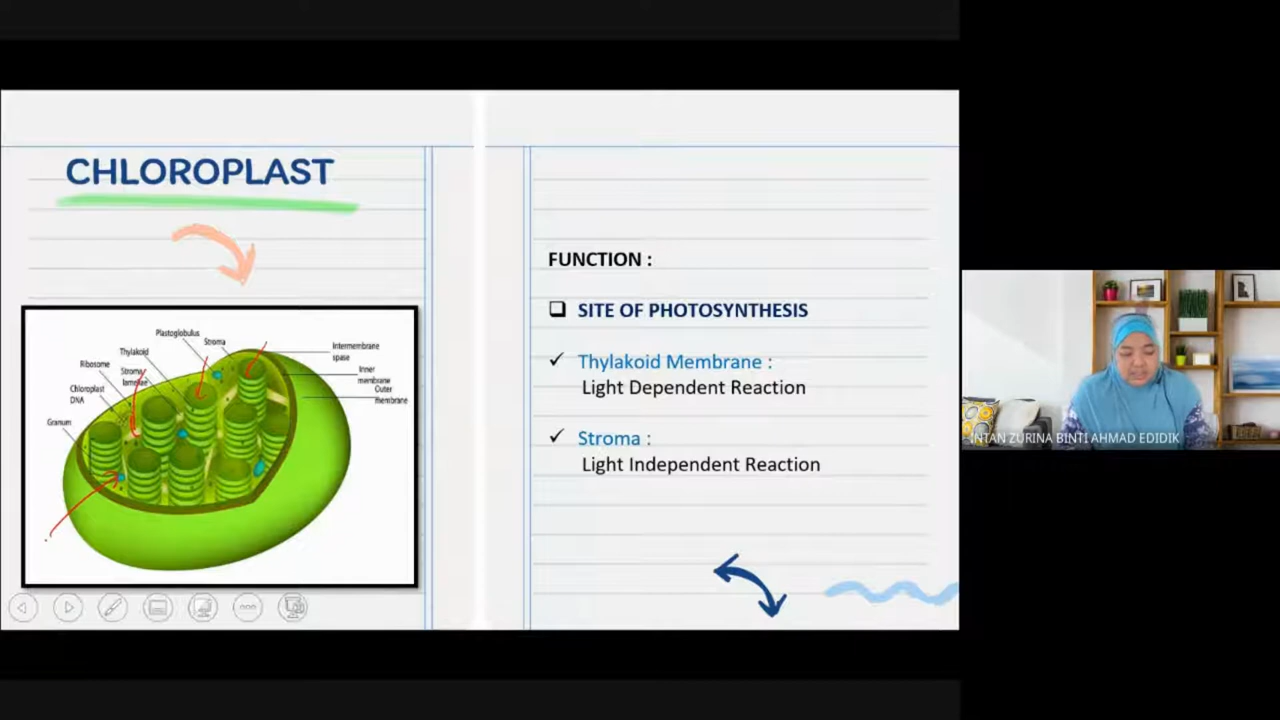 CHLOROPLAST
Plastoglobulus
Stroma
Thylakoid
Ribosome
Stroma
lamellae
Chloroplast
DNA
Granum
Intermembrane
spase
Inner
membrane
Outer
membrane
FUNCTION :
SITE OF PHOTOSYNTHESIS
Thylakoid Membrane :
Light Dependent Reaction
Stroma :
Light Independent Reaction
INTAN ZURINA BINTI AHMAD EDIDIK